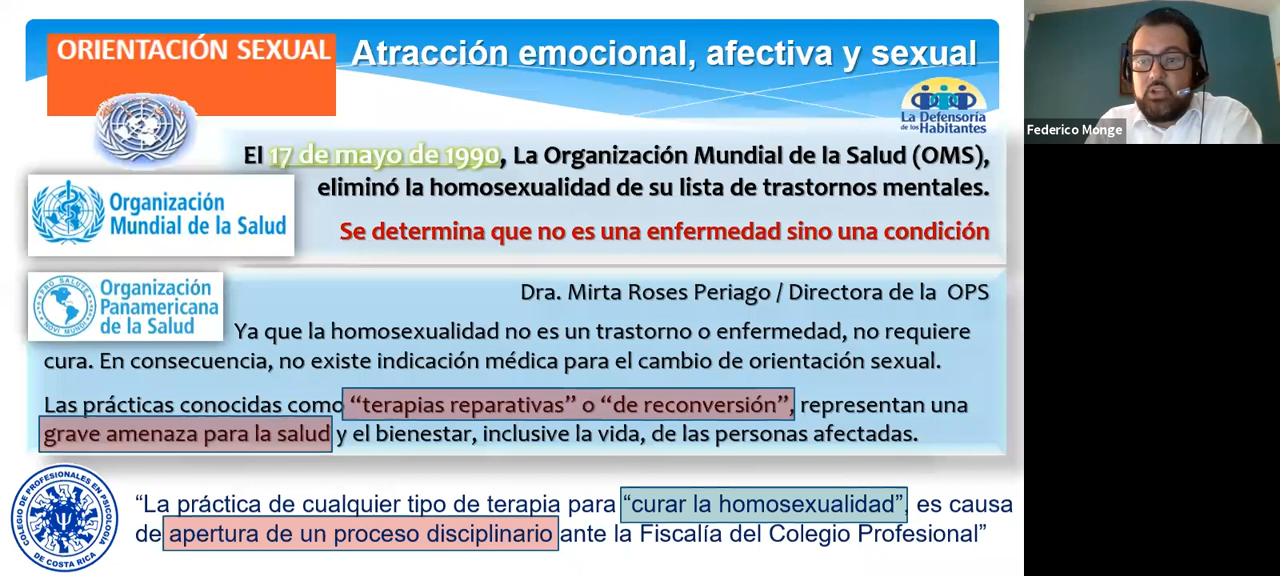 ORIENTACIÓN SEXUAL
Atracción emocional, afectiva y sexual
La Defensoría
de los Habitantes
Federico Monge
El 17 de mayo de 1990, La Organización Mundial de la Salud (OMS),
eliminó la homosexualidad de su lista de trastornos mentales.
Organización
Mundial de la Salud
Se determina que no es una enfermedad sino una condición
PRO SALUTE
NOVI MUNDI
Organización
Panamericana
de la Salud
Dra. Mirta Roses Periago / Directora de la OPS
Ya que la homosexualidad no es un trastorno o enfermedad, no requiere
cura. En consecuencia, no existe indicación médica para el cambio de orientación sexual.
Las prácticas conocidas como “terapias reparativas” o “de reconversión”, representan una
grave amenaza para la salud y el bienestar, inclusive la vida, de las personas afectadas.
COLEGIO DE PROFESIONALES EN PSICOLOGÍA
DE COSTA RICA
“La práctica de cualquier tipo de terapia para “curar la homosexualidad”, es causa
de apertura de un proceso disciplinario ante la Fiscalía del Colegio Profesional”